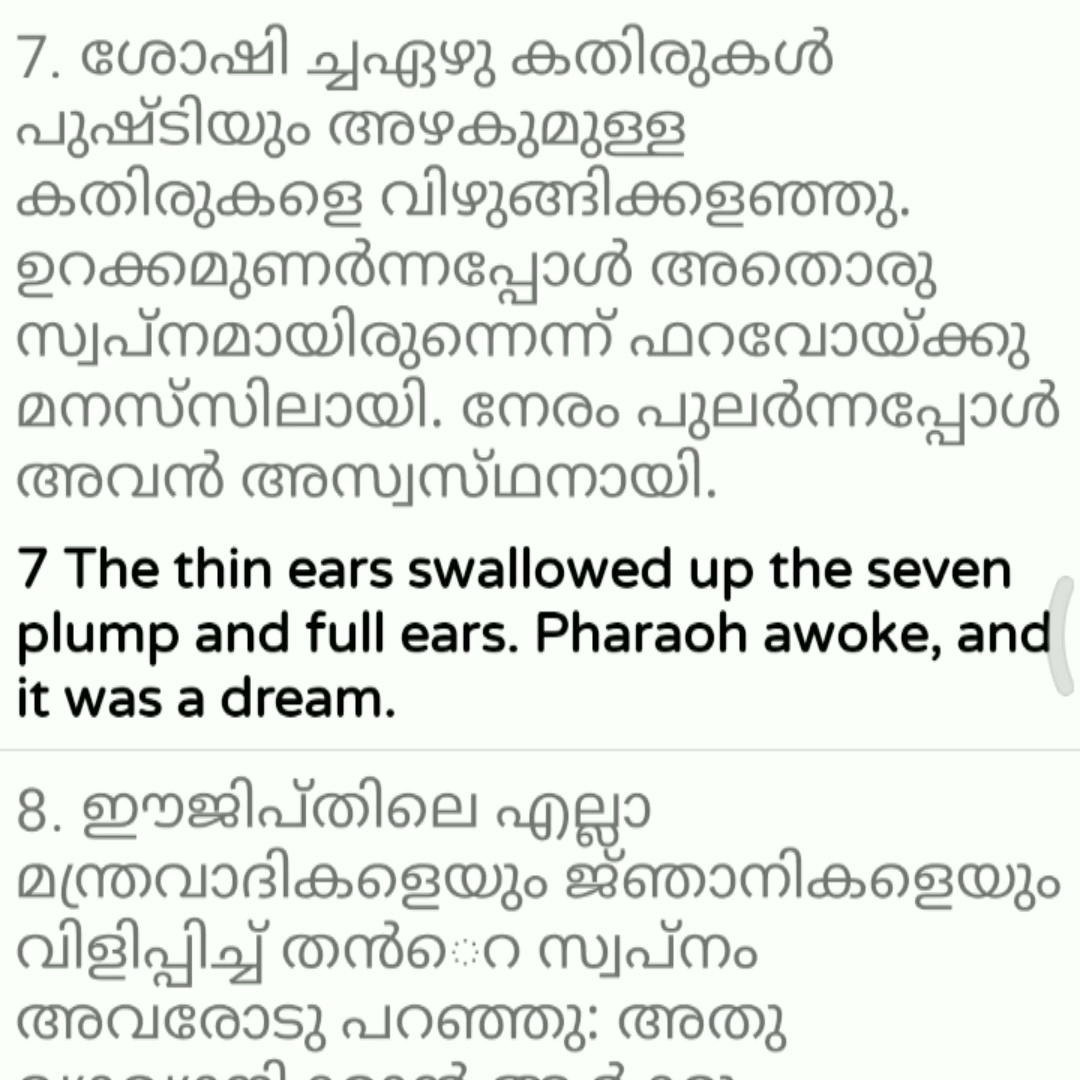 7. ശോഷി ച്ചഏഴു കതിരുകൾ
പുഷ്ടിയും അഴകുമുള്ള
കതിരുകളെ വിഴുങ്ങിക്കളഞ്ഞു.
ഉറക്കമുണർന്നപ്പോൾ അതൊരു
സ്വപ്നമായിരുന്നെന്ന് ഫറവോയ്ക്കു
മനസ്സിലായി. നേരം പുലർന്നപ്പോൾ
അവൻ അസ്വസ്ഥനായി.
7 The thin ears swallowed up the seven
plump and full ears. Pharaoh awoke, and
it was a dream.
8. ഈജിപ്തിലെ എല്ലാ
മന്ത്രവാദികളെയും ജ്ഞാനികളെയും
വിളിപ്പിച്ച് തൻെറ സ്വപ്നം
അവരോടു പറഞ്ഞു: അതു